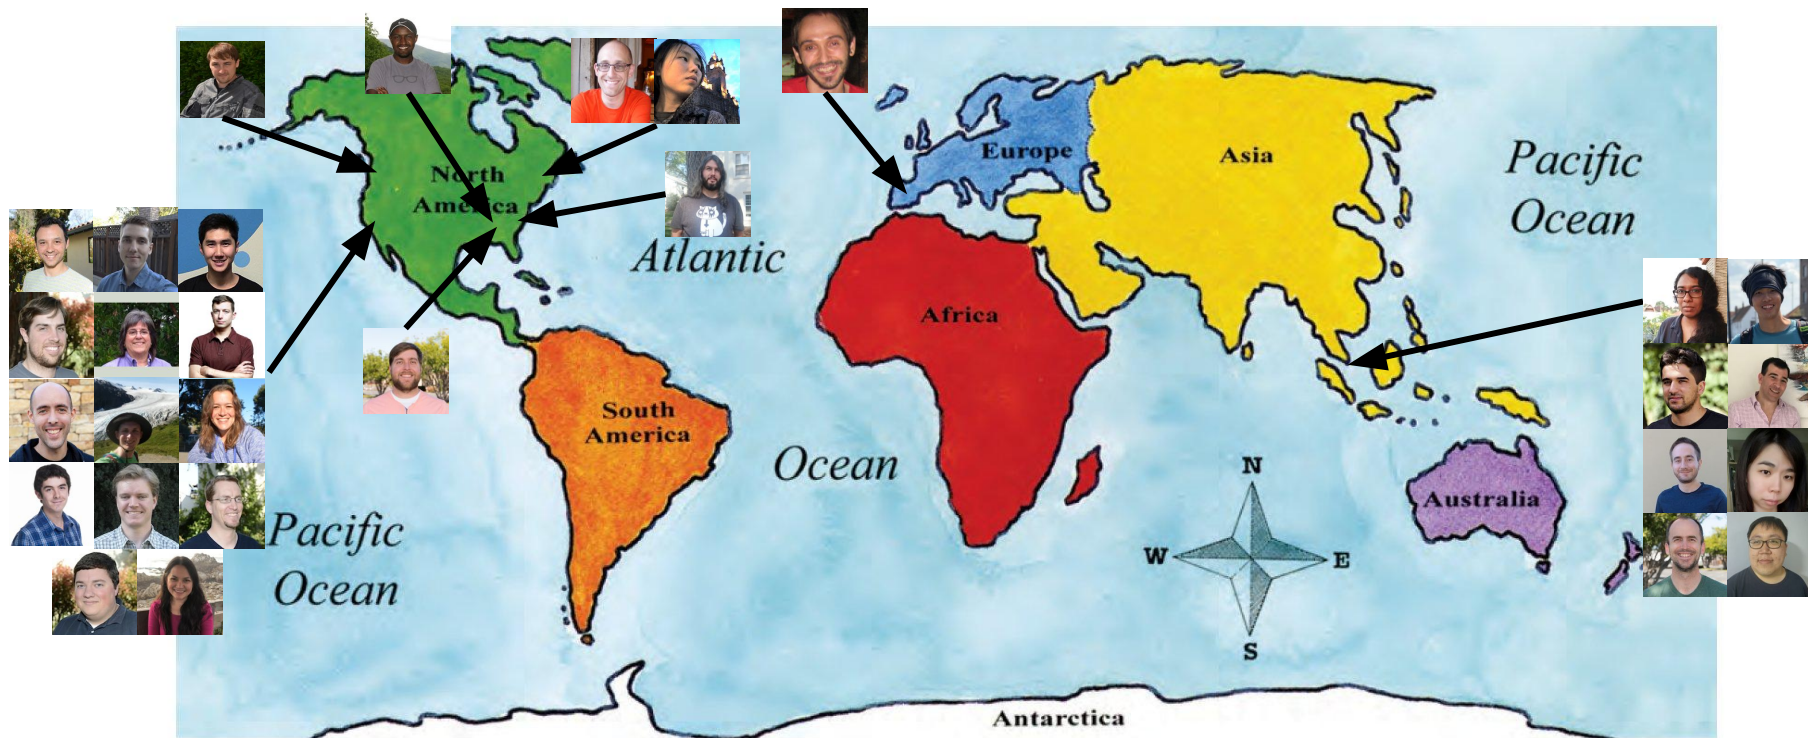 North
America
Atlantic
Ocean
Europe
Asia
Pacific
Ocean
Africa
South
America
Australia
Pacific
Ocean
N
W
E
S
Antarctica